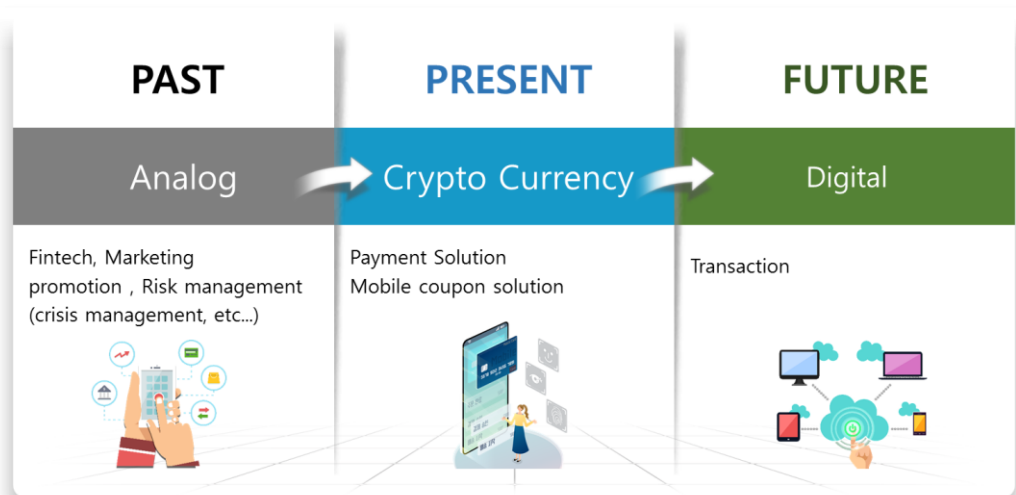 PAST
PRESENT
FUTURE
Analog
Crypto Currency
Digital
Fintech, Marketing
promotion , Risk management
(crisis management, etc...)
Payment Solution
Mobile coupon solution
Transaction